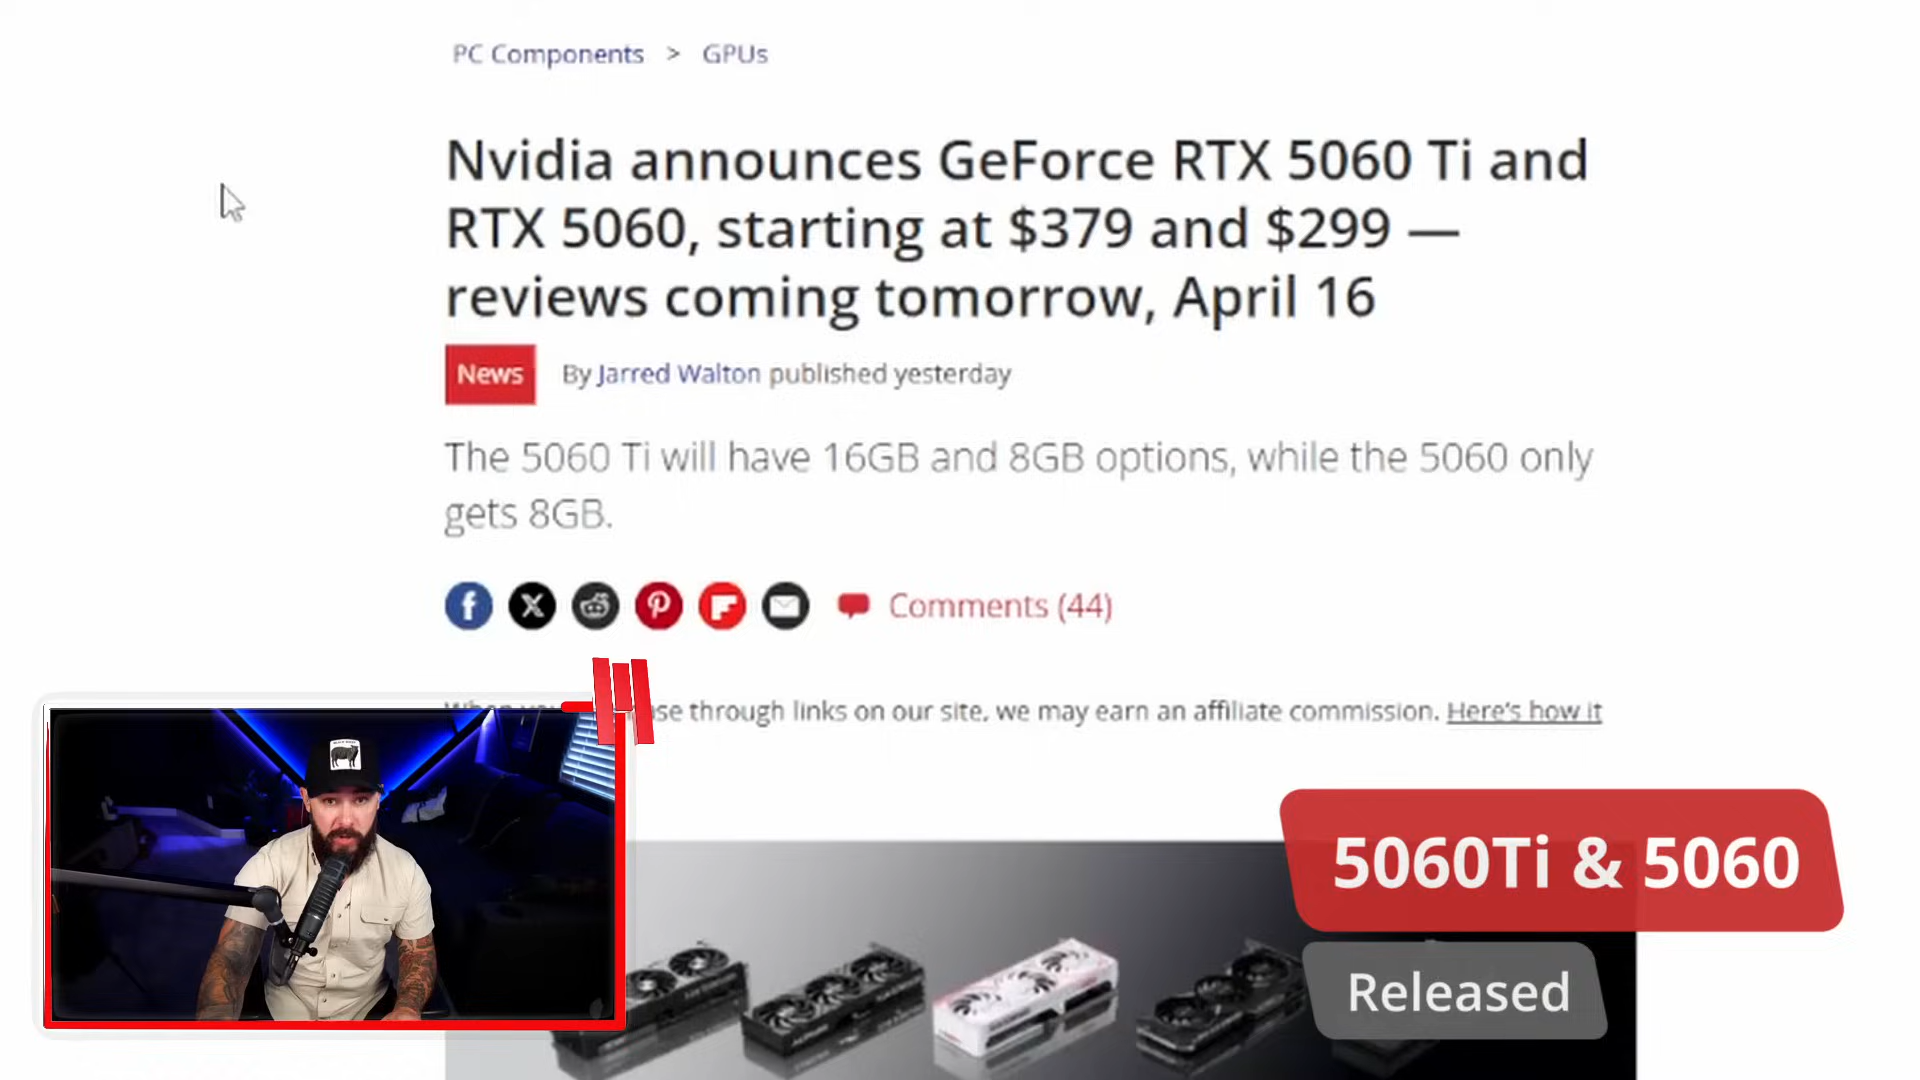 PC Components > GPUs
Nvidia announces GeForce RTX 5060 Ti and
RTX 5060, starting at $379 and $299 —
reviews coming tomorrow, April 16
News By Jarred Walton published yesterday
The 5060 Ti will have 16GB and 8GB options, while the 5060 only
gets 8GB.
Comments (44)
through links on our site, we may earn an affiliate commission. Here's how it
5060Ti & 5060
Released